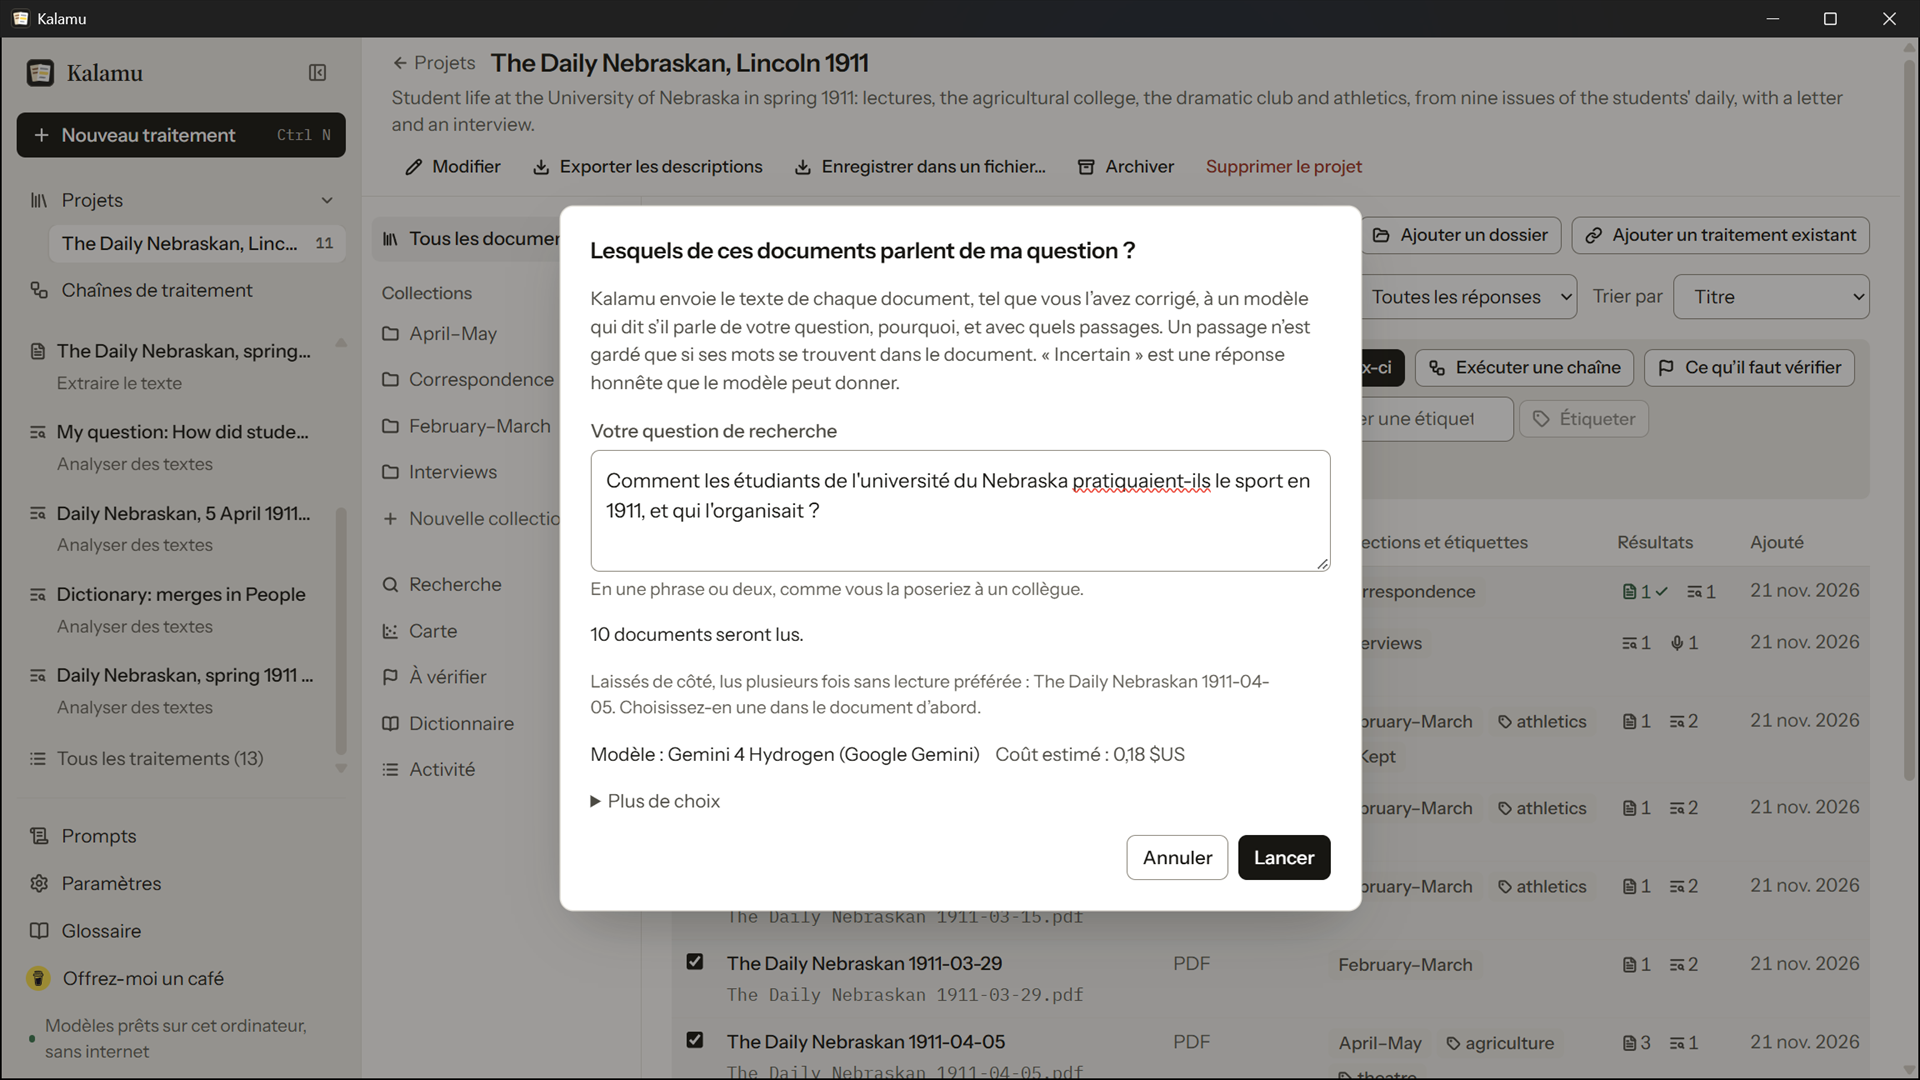 Kalamu
Kalamu
Nouveau traitement Ctrl N
Projets
The Daily Nebraskan, Linc... 11
Chaînes de traitement
The Daily Nebraskan, spring...
Extraire le texte
My question: How did stude...
Analyser des textes
Daily Nebraskan, 5 April 1911...
Analyser des textes
Dictionary: merges in People
Analyser des textes
Daily Nebraskan, spring 1911 ...
Analyser des textes
Tous les traitements (13)
Prompts
Paramètres
Glossaire
Offrez-moi un café
Modèles prêts sur cet ordinateur,
sans internet
← Projets The Daily Nebraskan, Lincoln 1911
Student life at the University of Nebraska in spring 1911: lectures, the agricultural college, the dramatic club and athletics, from nine issues of the students' daily, with a letter
and an interview.
Modifier Exporter les descriptions Enregistrer dans un fichier... Archiver Supprimer le projet
Tous les documen
Collections
April–May
Correspondence
February–March
Interviews
Nouvelle collectio
Recherche
Carte
À vérifier
Dictionnaire
Activité
Ajouter un dossier Ajouter un traitement existant
Toutes les réponses Trier par Titre
x-ci Exécuter une chaîne Ce qu’il faut vérifier
er une étiquet Étiqueter
Lesquels de ces documents parlent de ma question ?
Kalamu envoie le texte de chaque document, tel que vous l’avez corrigé, à un modèle
qui dit s’il parle de votre question, pourquoi, et avec quels passages. Un passage n’est
gardé que si ses mots se trouvent dans le document. « Incertain » est une réponse
honnête que le modèle peut donner.
Votre question de recherche
Comment les étudiants de l'université du Nebraska pratiquaient-ils le sport en
1911, et qui l'organisait ?
En une phrase ou deux, comme vous la poseriez à un collègue.
10 documents seront lus.
Laissés de côté, lus plusieurs fois sans lecture préférée : The Daily Nebraskan 1911-04-
05. Choisissez-en une dans le document d’abord.
Modèle : Gemini 4 Hydrogen (Google Gemini) Coût estimé : 0,18 $US
Plus de choix
Annuler Lancer
ections et étiquettes Résultats Ajouté
rrespondence 1 1 21 nov. 2026
erviews 1 1 21 nov. 2026
bruary–March athletics 1 2 21 nov. 2026
Kept
bruary–March athletics 1 2 21 nov. 2026
bruary–March athletics 1 2 21 nov. 2026
The Daily Nebraskan 1911-03-15.pdf
The Daily Nebraskan 1911-03-29 PDF February–March 1 2 21 nov. 2026
The Daily Nebraskan 1911-03-29.pdf
The Daily Nebraskan 1911-04-05 PDF April–May agriculture 3 1 21 nov. 2026
The Daily Nebraskan 1911-04-05.pdf theatre